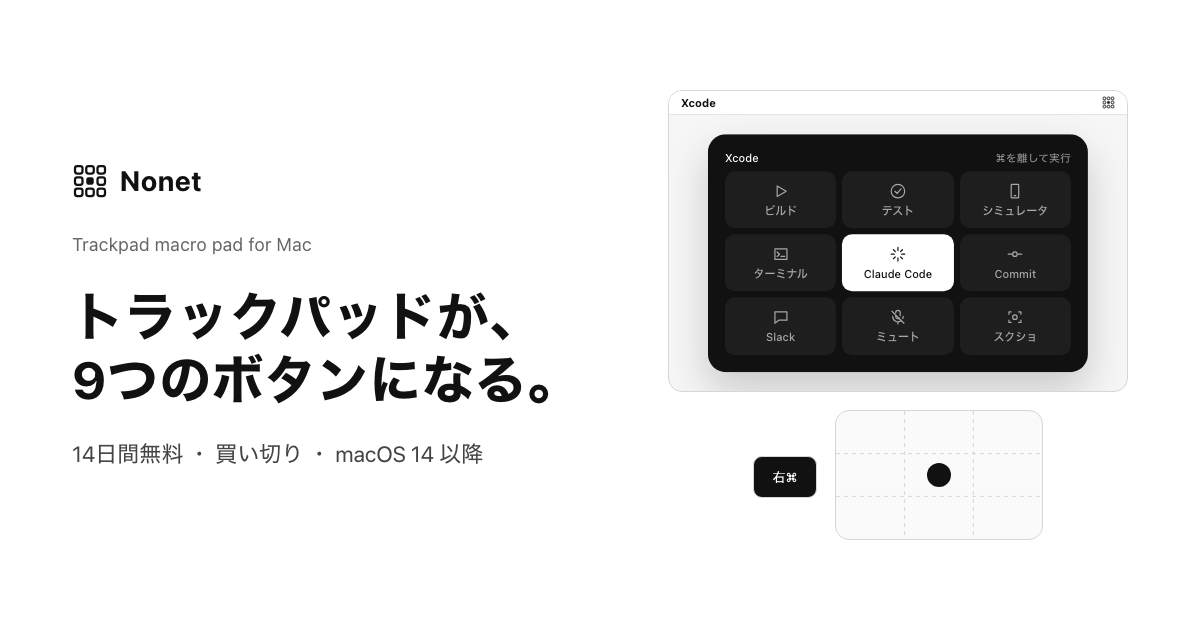 Nonet
Trackpad macro pad for Mac
トラックパッドが、
9つのボタンになる。
14日間無料 ・ 買い切り ・ macOS 14 以降
Xcode
Xcode
⌘を離して実行
ビルド
テスト
シミュレータ
ターミナル
Claude Code
Commit
Slack
ミュート
スクショ
右⌘